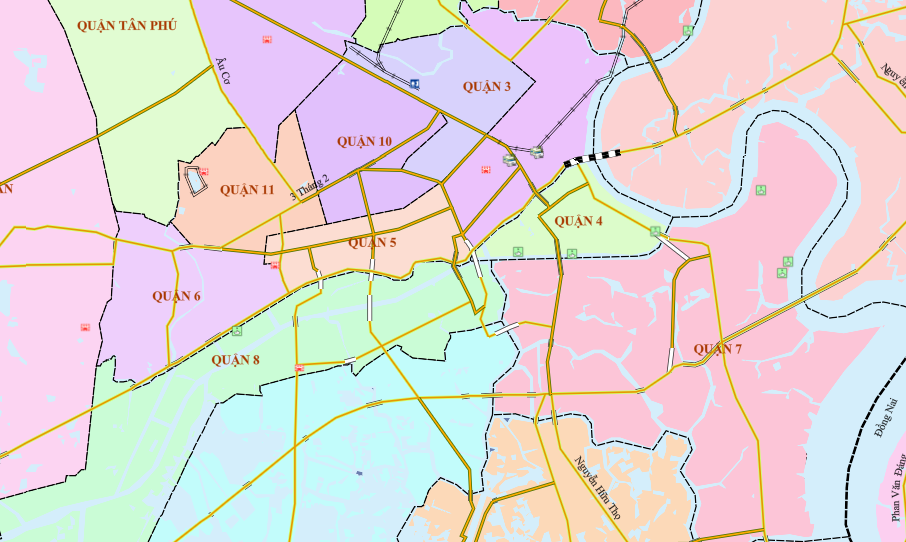 QUẬN TÂN PHÚ
Âu Cơ
QUẬN 3
Nguyễn
QUẬN 10
QUẬN 11
3 Tháng 2
QUẬN 4
QUẬN 5
QUẬN 6
QUẬN 7
QUẬN 8
Đồng Nai
Nguyễn Hữu Thọ
Phan Văn Đáng